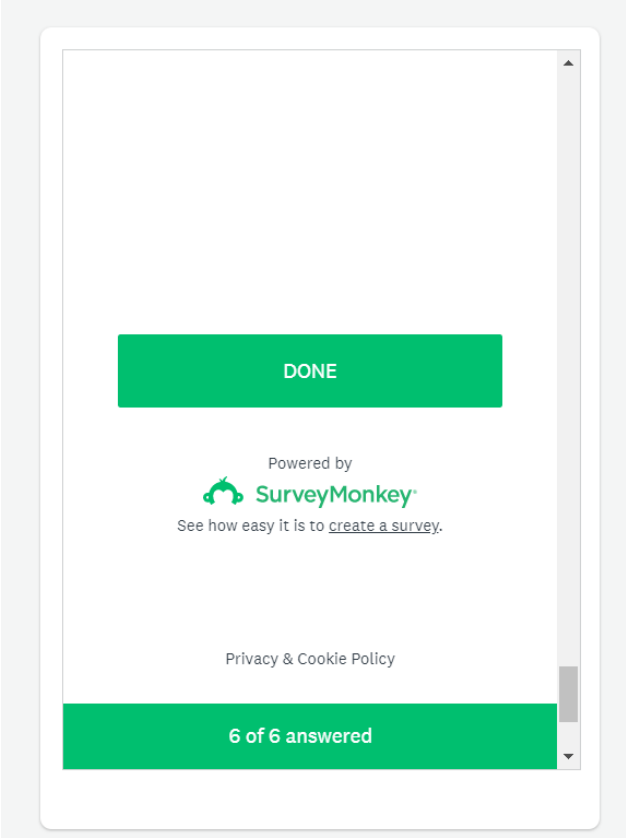 DONE
Powered by
SurveyMonkey®
See how easy it is to create a survey.
Privacy & Cookie Policy
6 of 6 answered